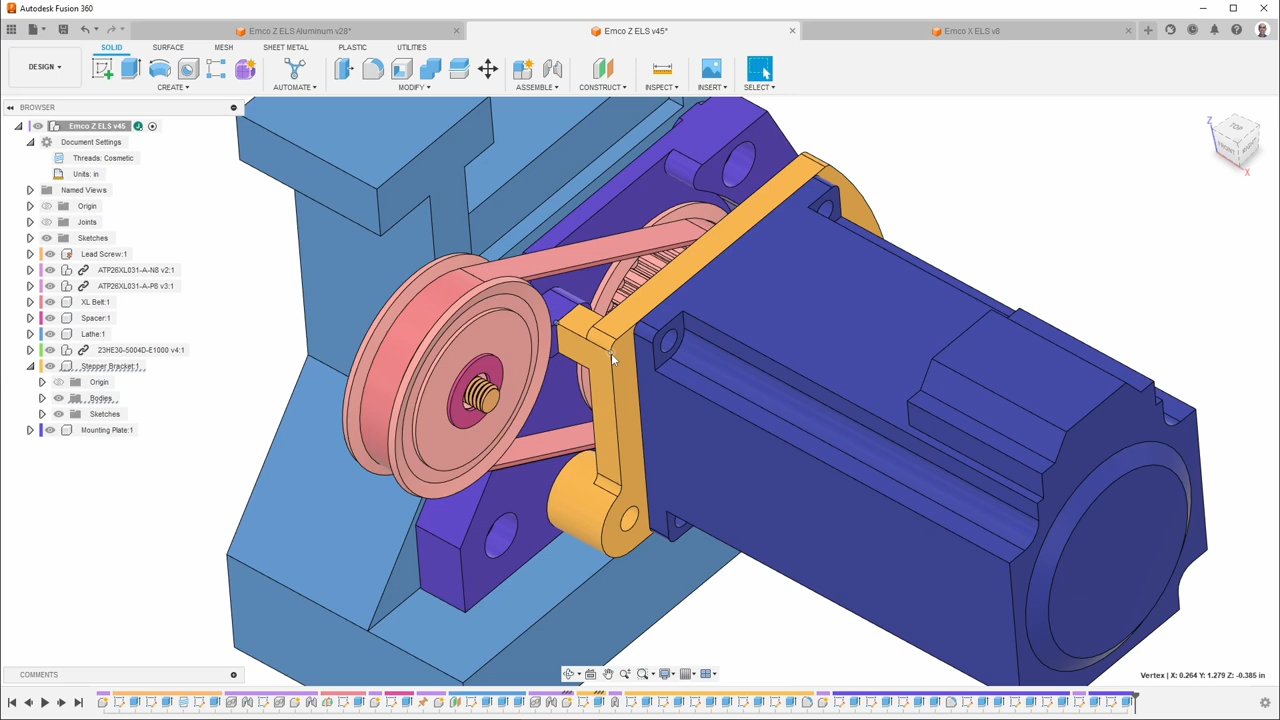 Autodesk Fusion 360
Emco Z ELS Aluminum v28*
Emco Z ELS v45*
Emco X ELS v8
DESIGN
SOLID
SURFACE
MESH
SHEET METAL
PLASTIC
UTILITIES
CREATE
AUTOMATE
MODIFY
ASSEMBLE
CONSTRUCT
INSPECT
INSERT
SELECT
BROWSER
Emco Z ELS v45
Document Settings
Threads: Cosmetic
Units: in
Named Views
Origin
Joints
Sketches
Lead Screw:1
ATP26XL031-A-N8 v2:1
ATP26XL031-A-P8 v3:1
XL Belt:1
Spacer:1
Lathe:1
23HE30-5004D-E1000 v4:1
Stepper Bracket:1
Origin
Bodies
Sketches
Mounting Plate:1
Z
TOP
FRONT
RIGHT
X
COMMENTS
Vertex | X: 0.264 Y: 1.279 Z: -0.385 in